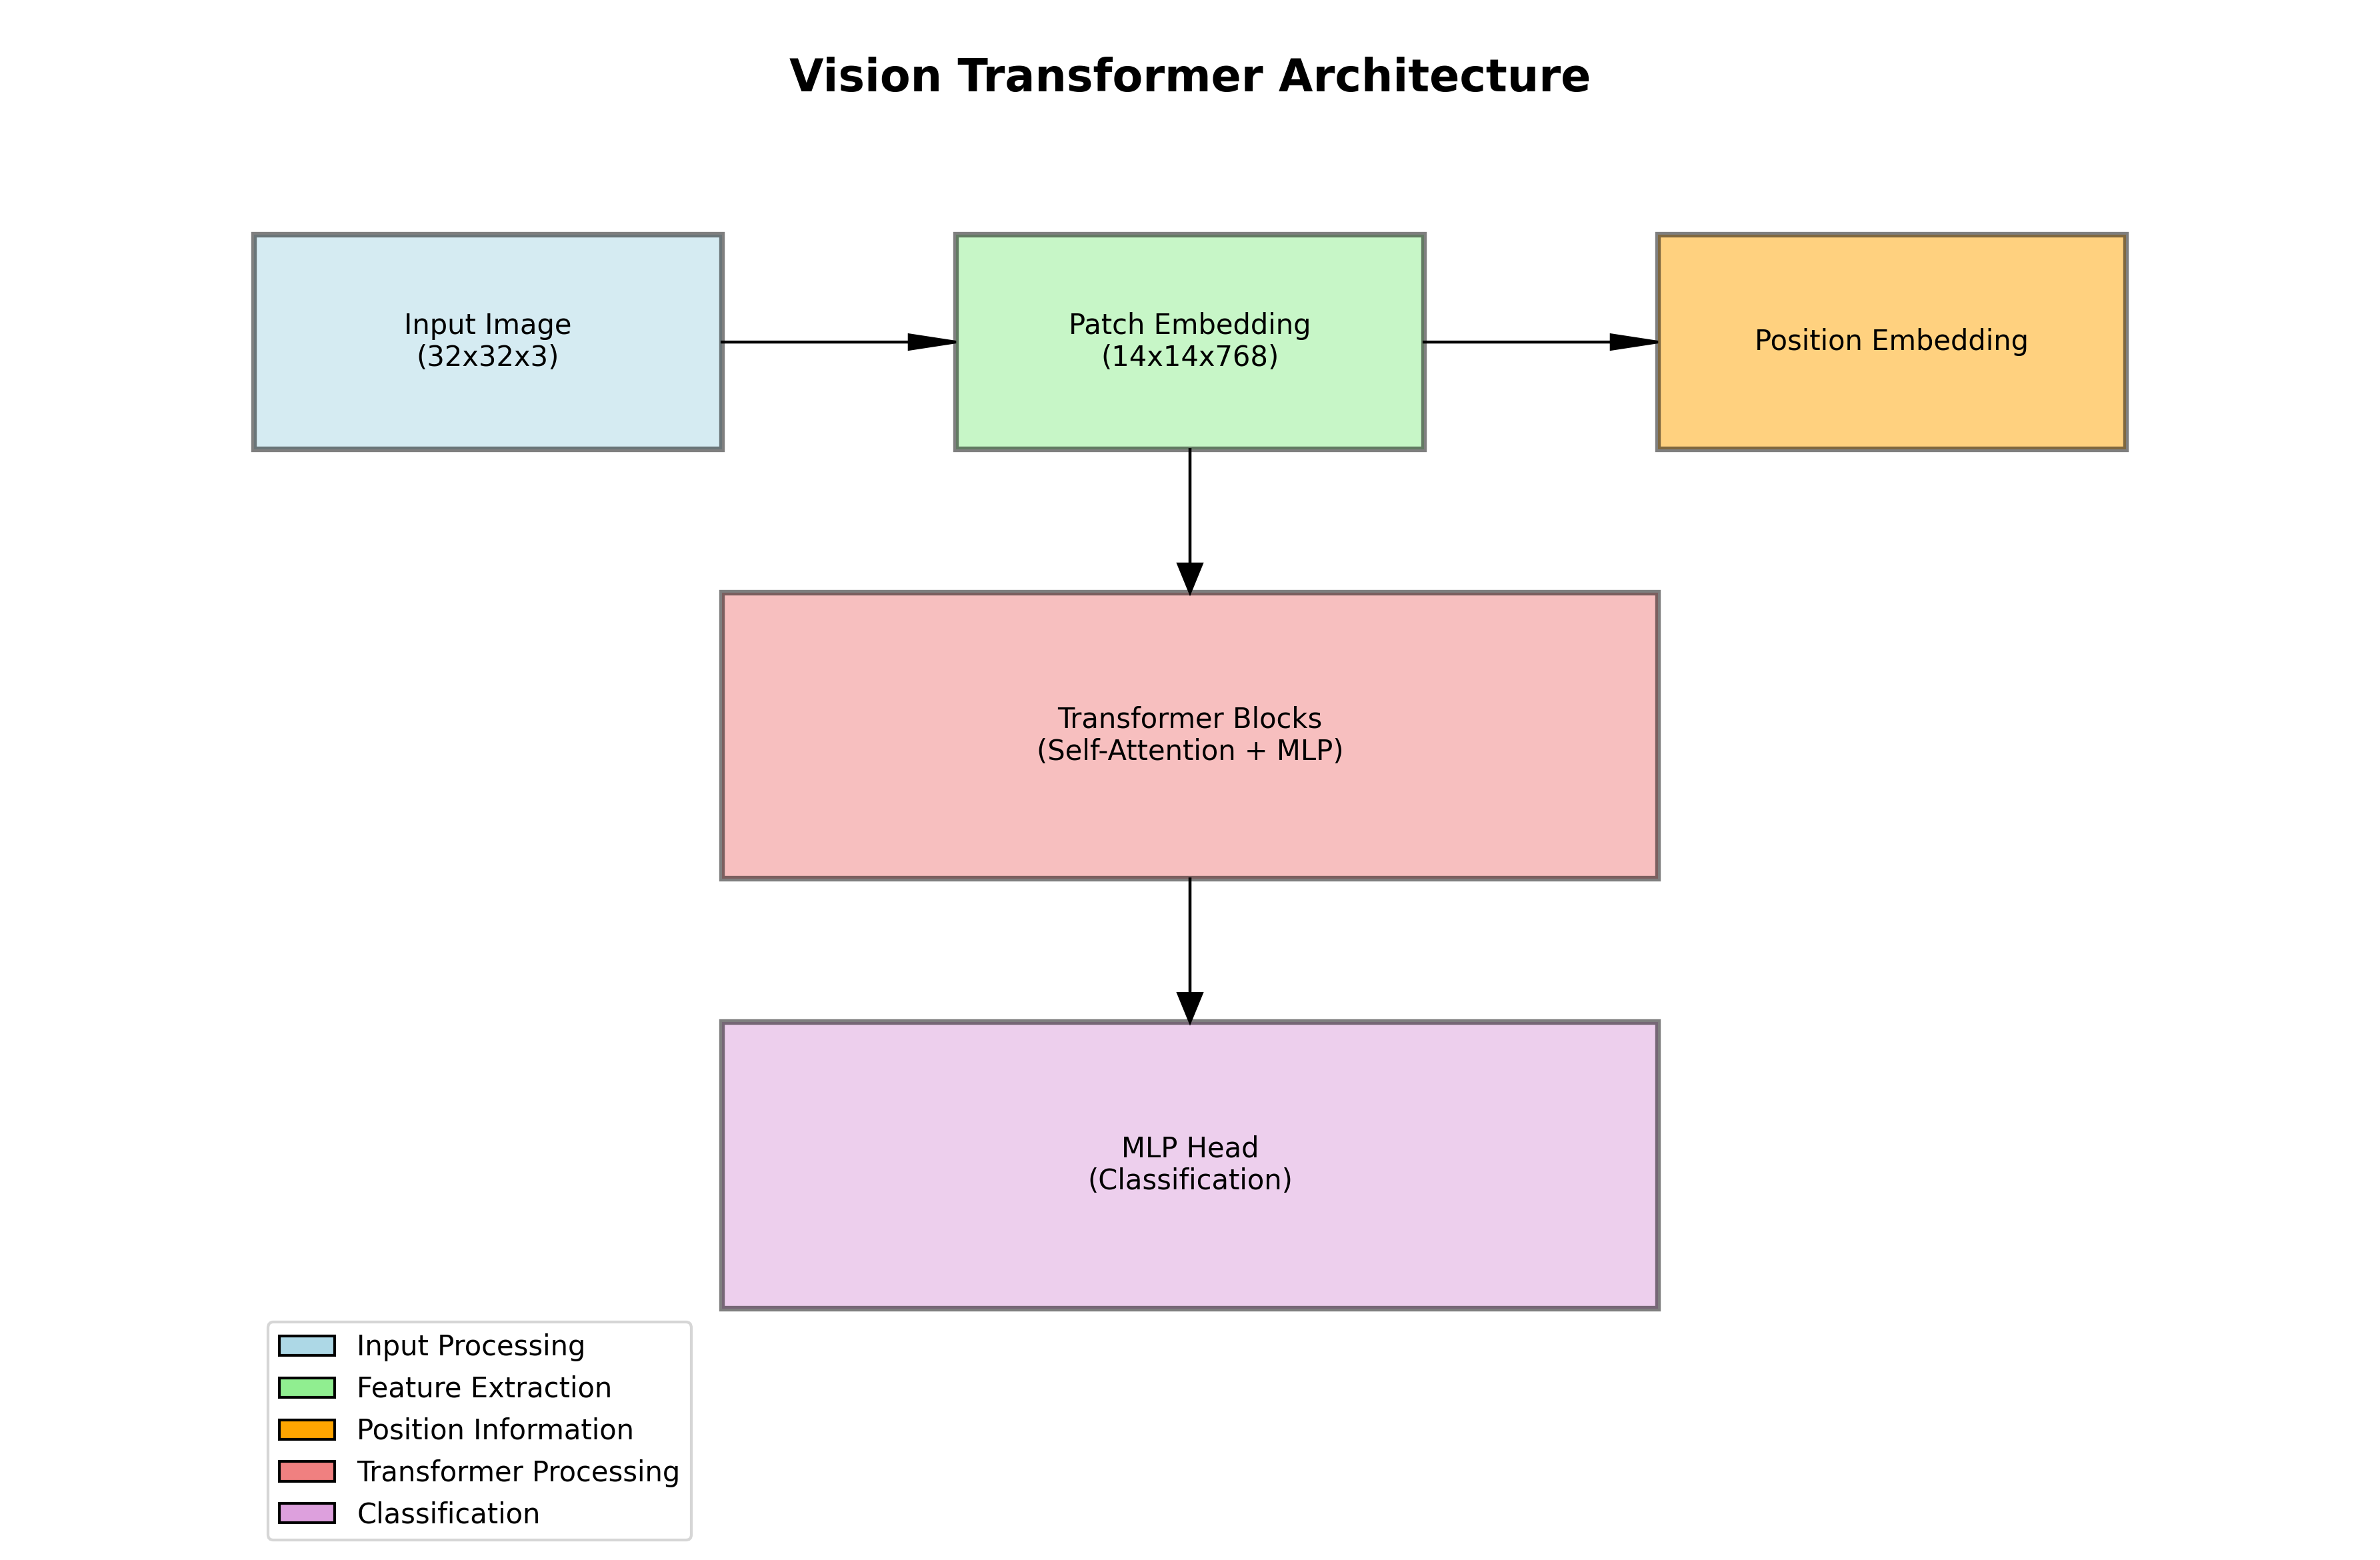 Vision Transformer Architecture
Input Image
(32x32x3)
Patch Embedding
(14x14x768)
Position Embedding
Transformer Blocks
(Self-Attention + MLP)
MLP Head
(Classification)
Input Processing
Feature Extraction
Position Information
Transformer Processing
Classification